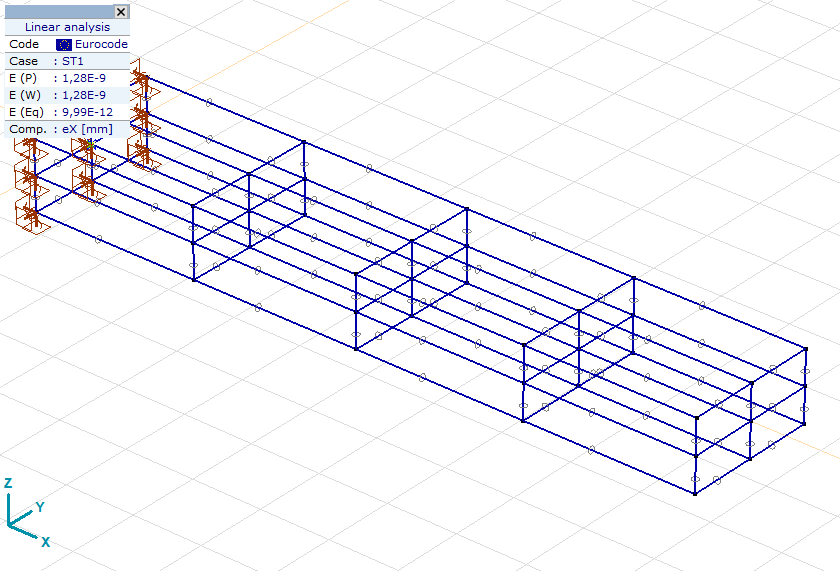 Linear analysis
Code Eurocode
Case : ST1
E (P) : 1,28E-9
E (W) : 1,28E-9
E (Eq) : 9,99E-12
Comp. : eX [mm]
Z
Y
X